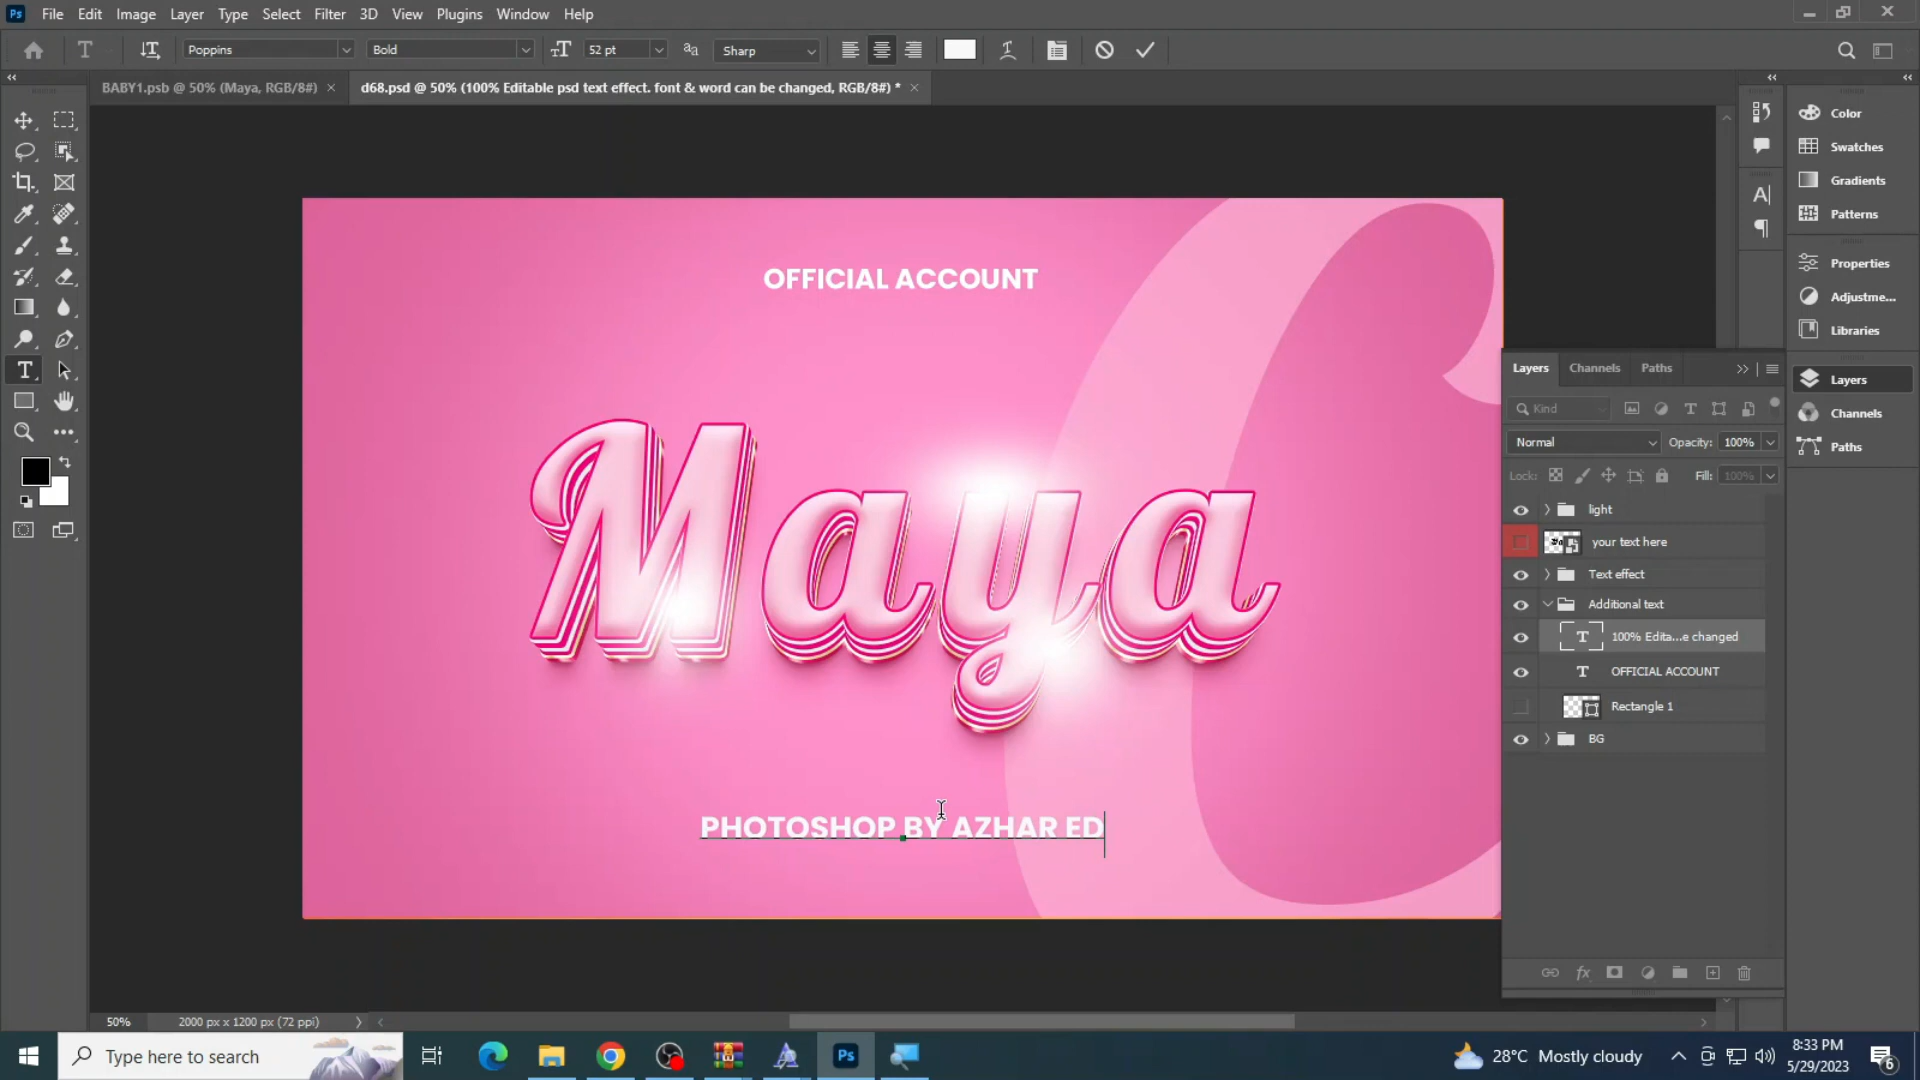 Ps File Edit Image Layer Type Select Filter 3D View Plugins Window Help
Poppins Bold 52 pt Sharp
BABY1.psb @ 50% (Maya, RGB/8#) × d68.psd @ 50% (100% Editable psd text effect. font & word can be changed, RGB/8#) * ×
Color
Swatches
Gradients
Patterns
Properties
Adjustme...
Libraries
Layers
Channels
Paths
OFFICIAL ACCOUNT
Maya
PHOTOSHOP BY AZHAR ED
Layers Channels Paths
Kind
Normal Opacity: 100%
Lock: Fill: 100%
light
your text here
Text effect
Additional text
100% Edita...e changed
OFFICIAL ACCOUNT
Rectangle 1
BG
50% 2000 px x 1200 px (72 ppi)
Type here to search
Ps
28°C Mostly cloudy
8:33 PM
5/29/2023
6